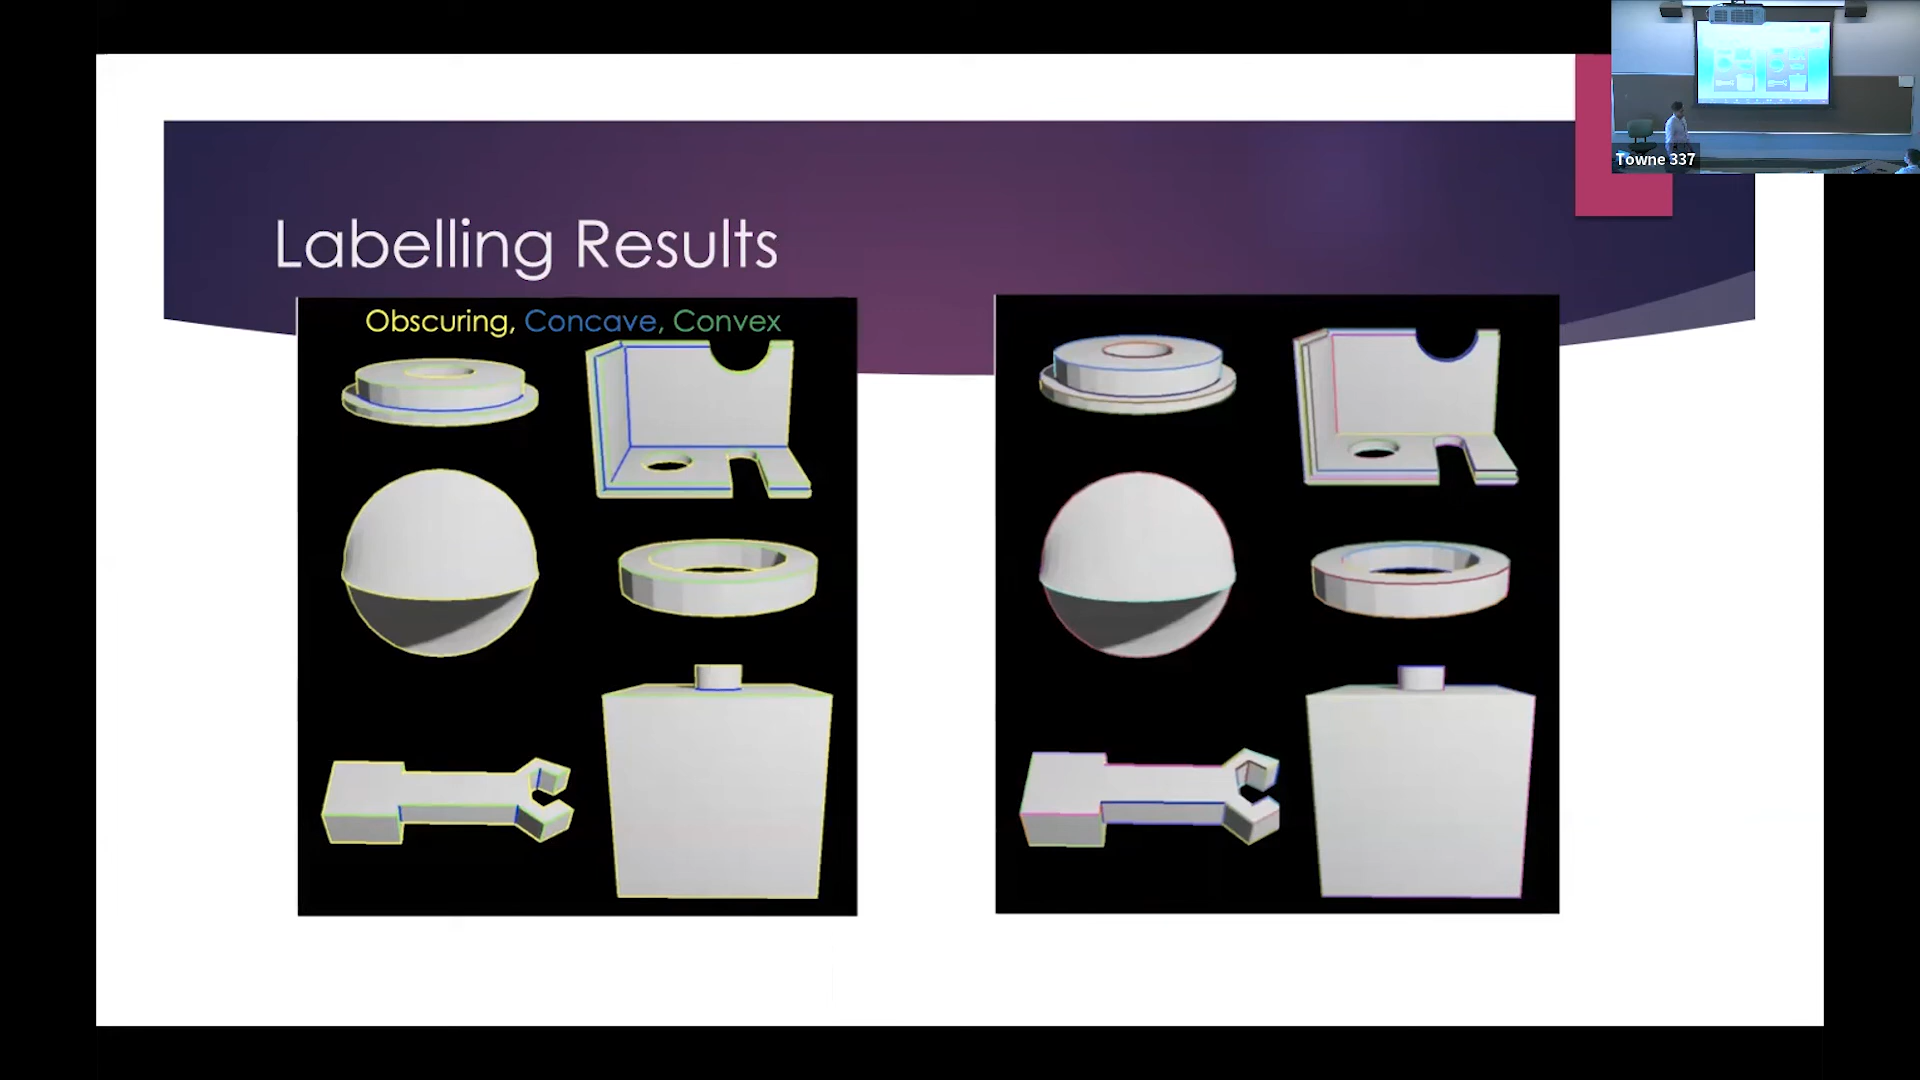 Towne 337
Labelling Results
Obscuring, Concave, Convex